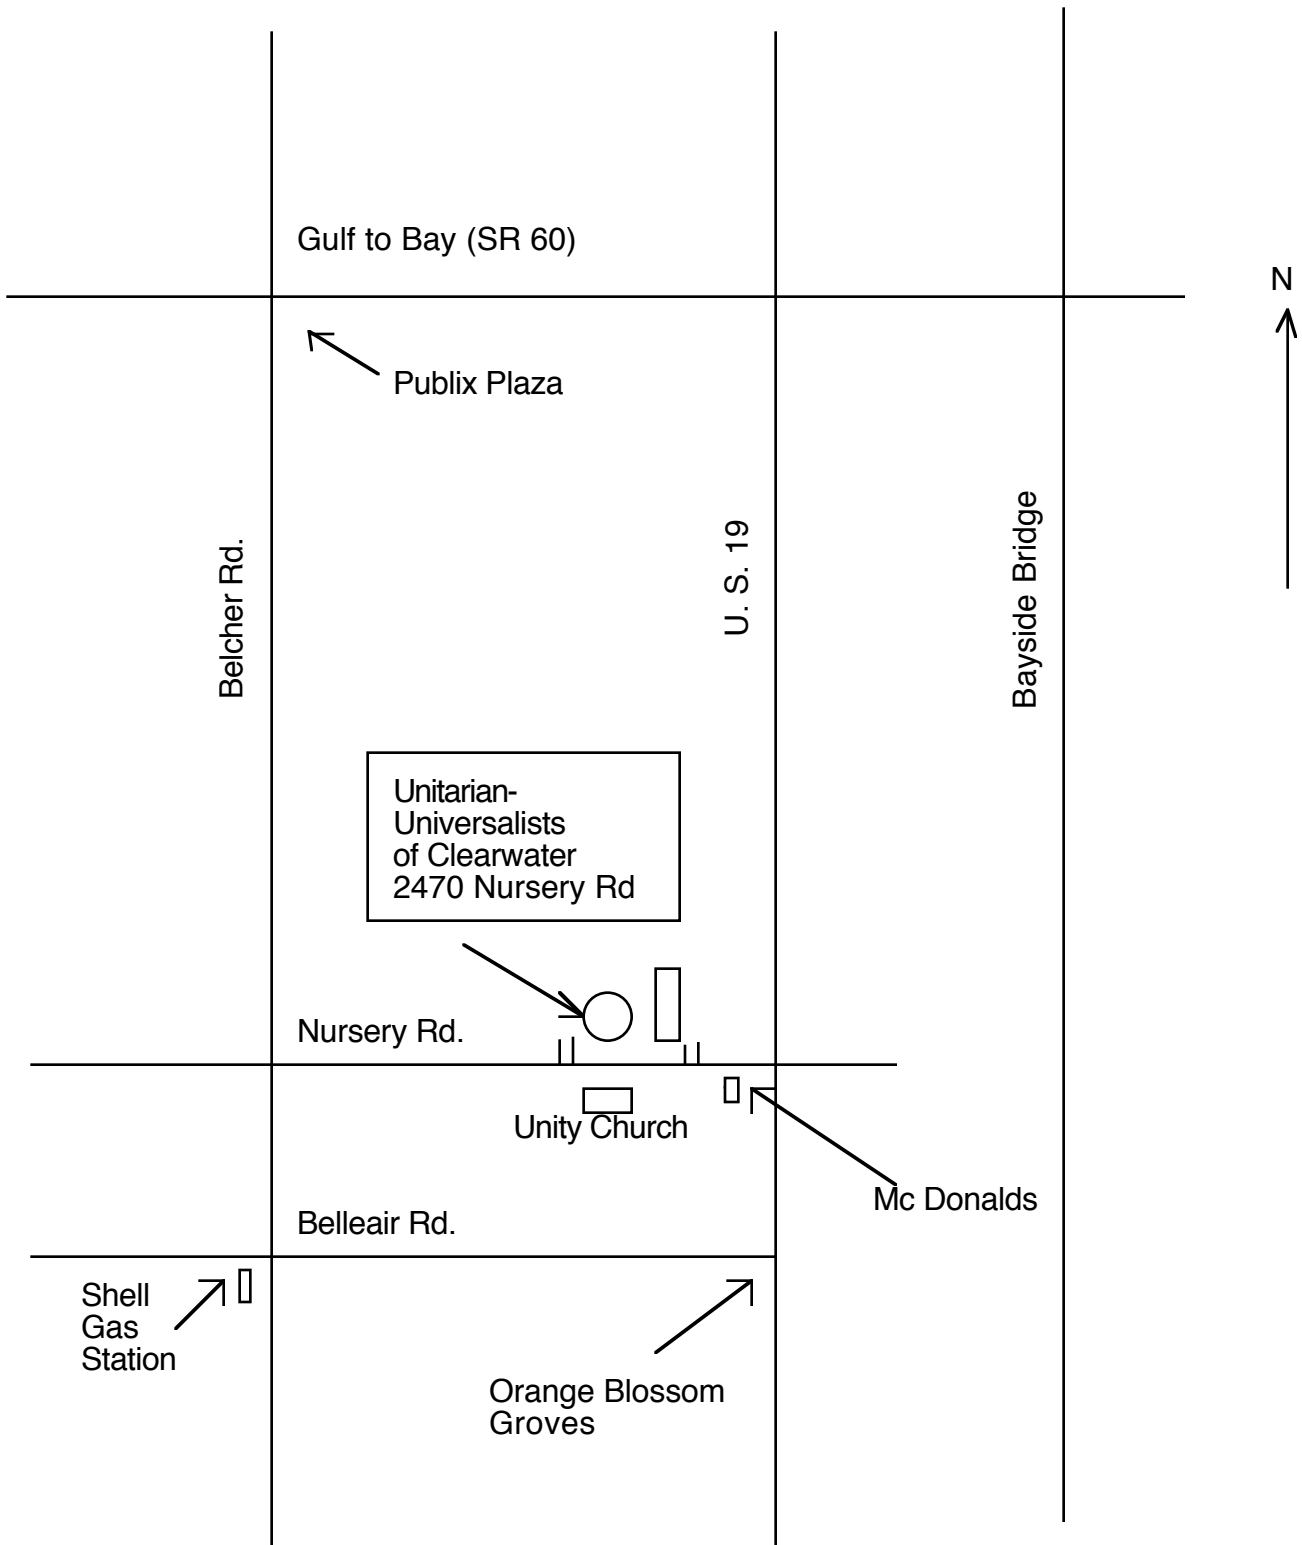 Gulf to Bay (SR 60)
N
Publix Plaza
Belcher Rd.
U. S. 19
Bayside Bridge
Unitarian-
Universalists
of Clearwater
2470 Nursery Rd
Nursery Rd.
Unity Church
Mc Donalds
Belleair Rd.
Shell
Gas
Station
Orange Blossom
Groves